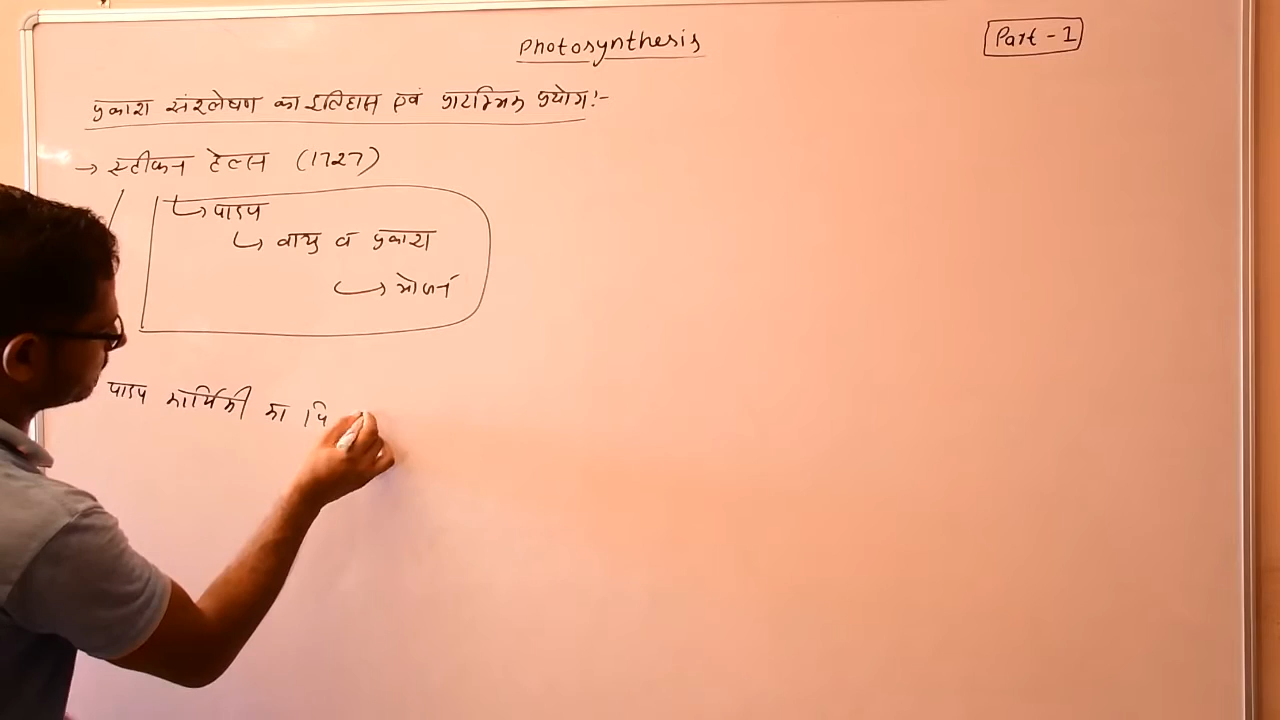 Photosynthesis
Part - 1
प्रकाश संश्लेषण का इतिहास एवं प्रारम्भिक प्रयोग :-
→ स्टीफन हेल्स (1727)
↳ पादप
↳ वायु व प्रकाश
↳ भोजन
पादप कार्यिकी का पि